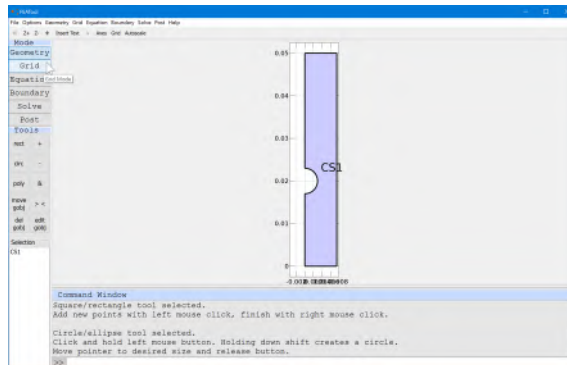 FEATool
File Options Geometry Grid Equation Boundary Solve Post Help
Insert Text Axes Grid Autoscale
Mode
Geometry
Grid
Grid Mode
Boundary
Solve
Post
Tools
rect +
circ -
poly &
move gobj > <
del gobj edit gobj
Selection
CS1
0.05
0.04
0.03
0.02
CS1
0.01
0
Command Window
Square/rectangle tool selected.
Add new points with left mouse click, finish with right mouse click.
Circle/ellipse tool selected.
Click and hold left mouse button. Holding down shift creates a circle.
Move pointer to desired size and release button.
>>